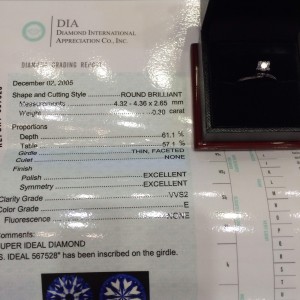 DIA
DIAMOND INTERNATIONAL
APPRECIATION CO., INC.
DIAMOND GRADING REPORT
December 02, 2005
Shape and Cutting Style ROUND BRILLIANT
Measurements 4.32 - 4.36 x 2.65 mm
Weight 0.30 carat
Proportions
Depth 61.1 %
Table 57.1 %
Girdle THIN, FACETED
Culet NONE
Finish
Polish EXCELLENT
Symmetry EXCELLENT
Clarity Grade VVS2
Color Grade E
Fluorescence NONE
Comments:
SUPER IDEAL DIAMOND
"S. IDEAL 567528" has been inscribed on the girdle.